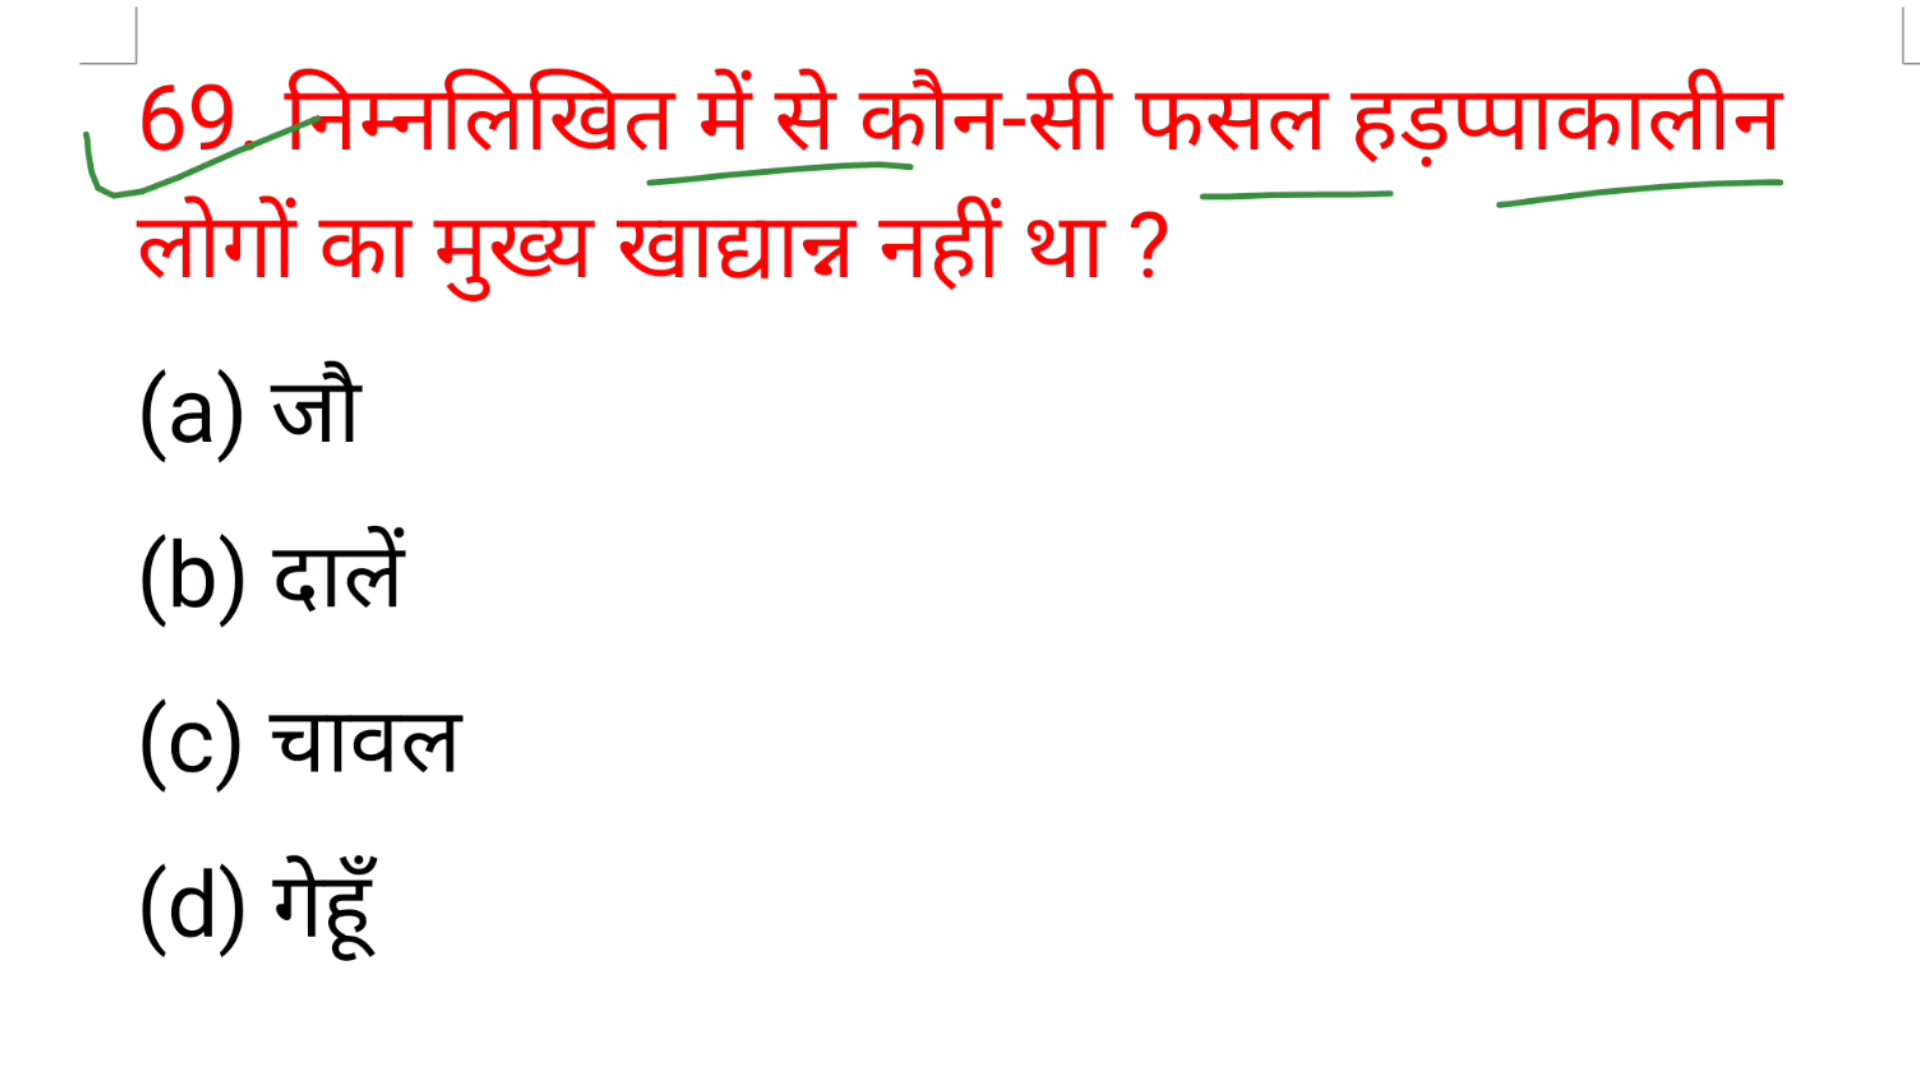 69. निम्नलिखित में से कौन-सी फसल हड़प्पाकालीन
लोगों का मुख्य खाद्यान्न नहीं था ?
(a) जौ
(b) दालें
(c) चावल
(d) गेहूँ